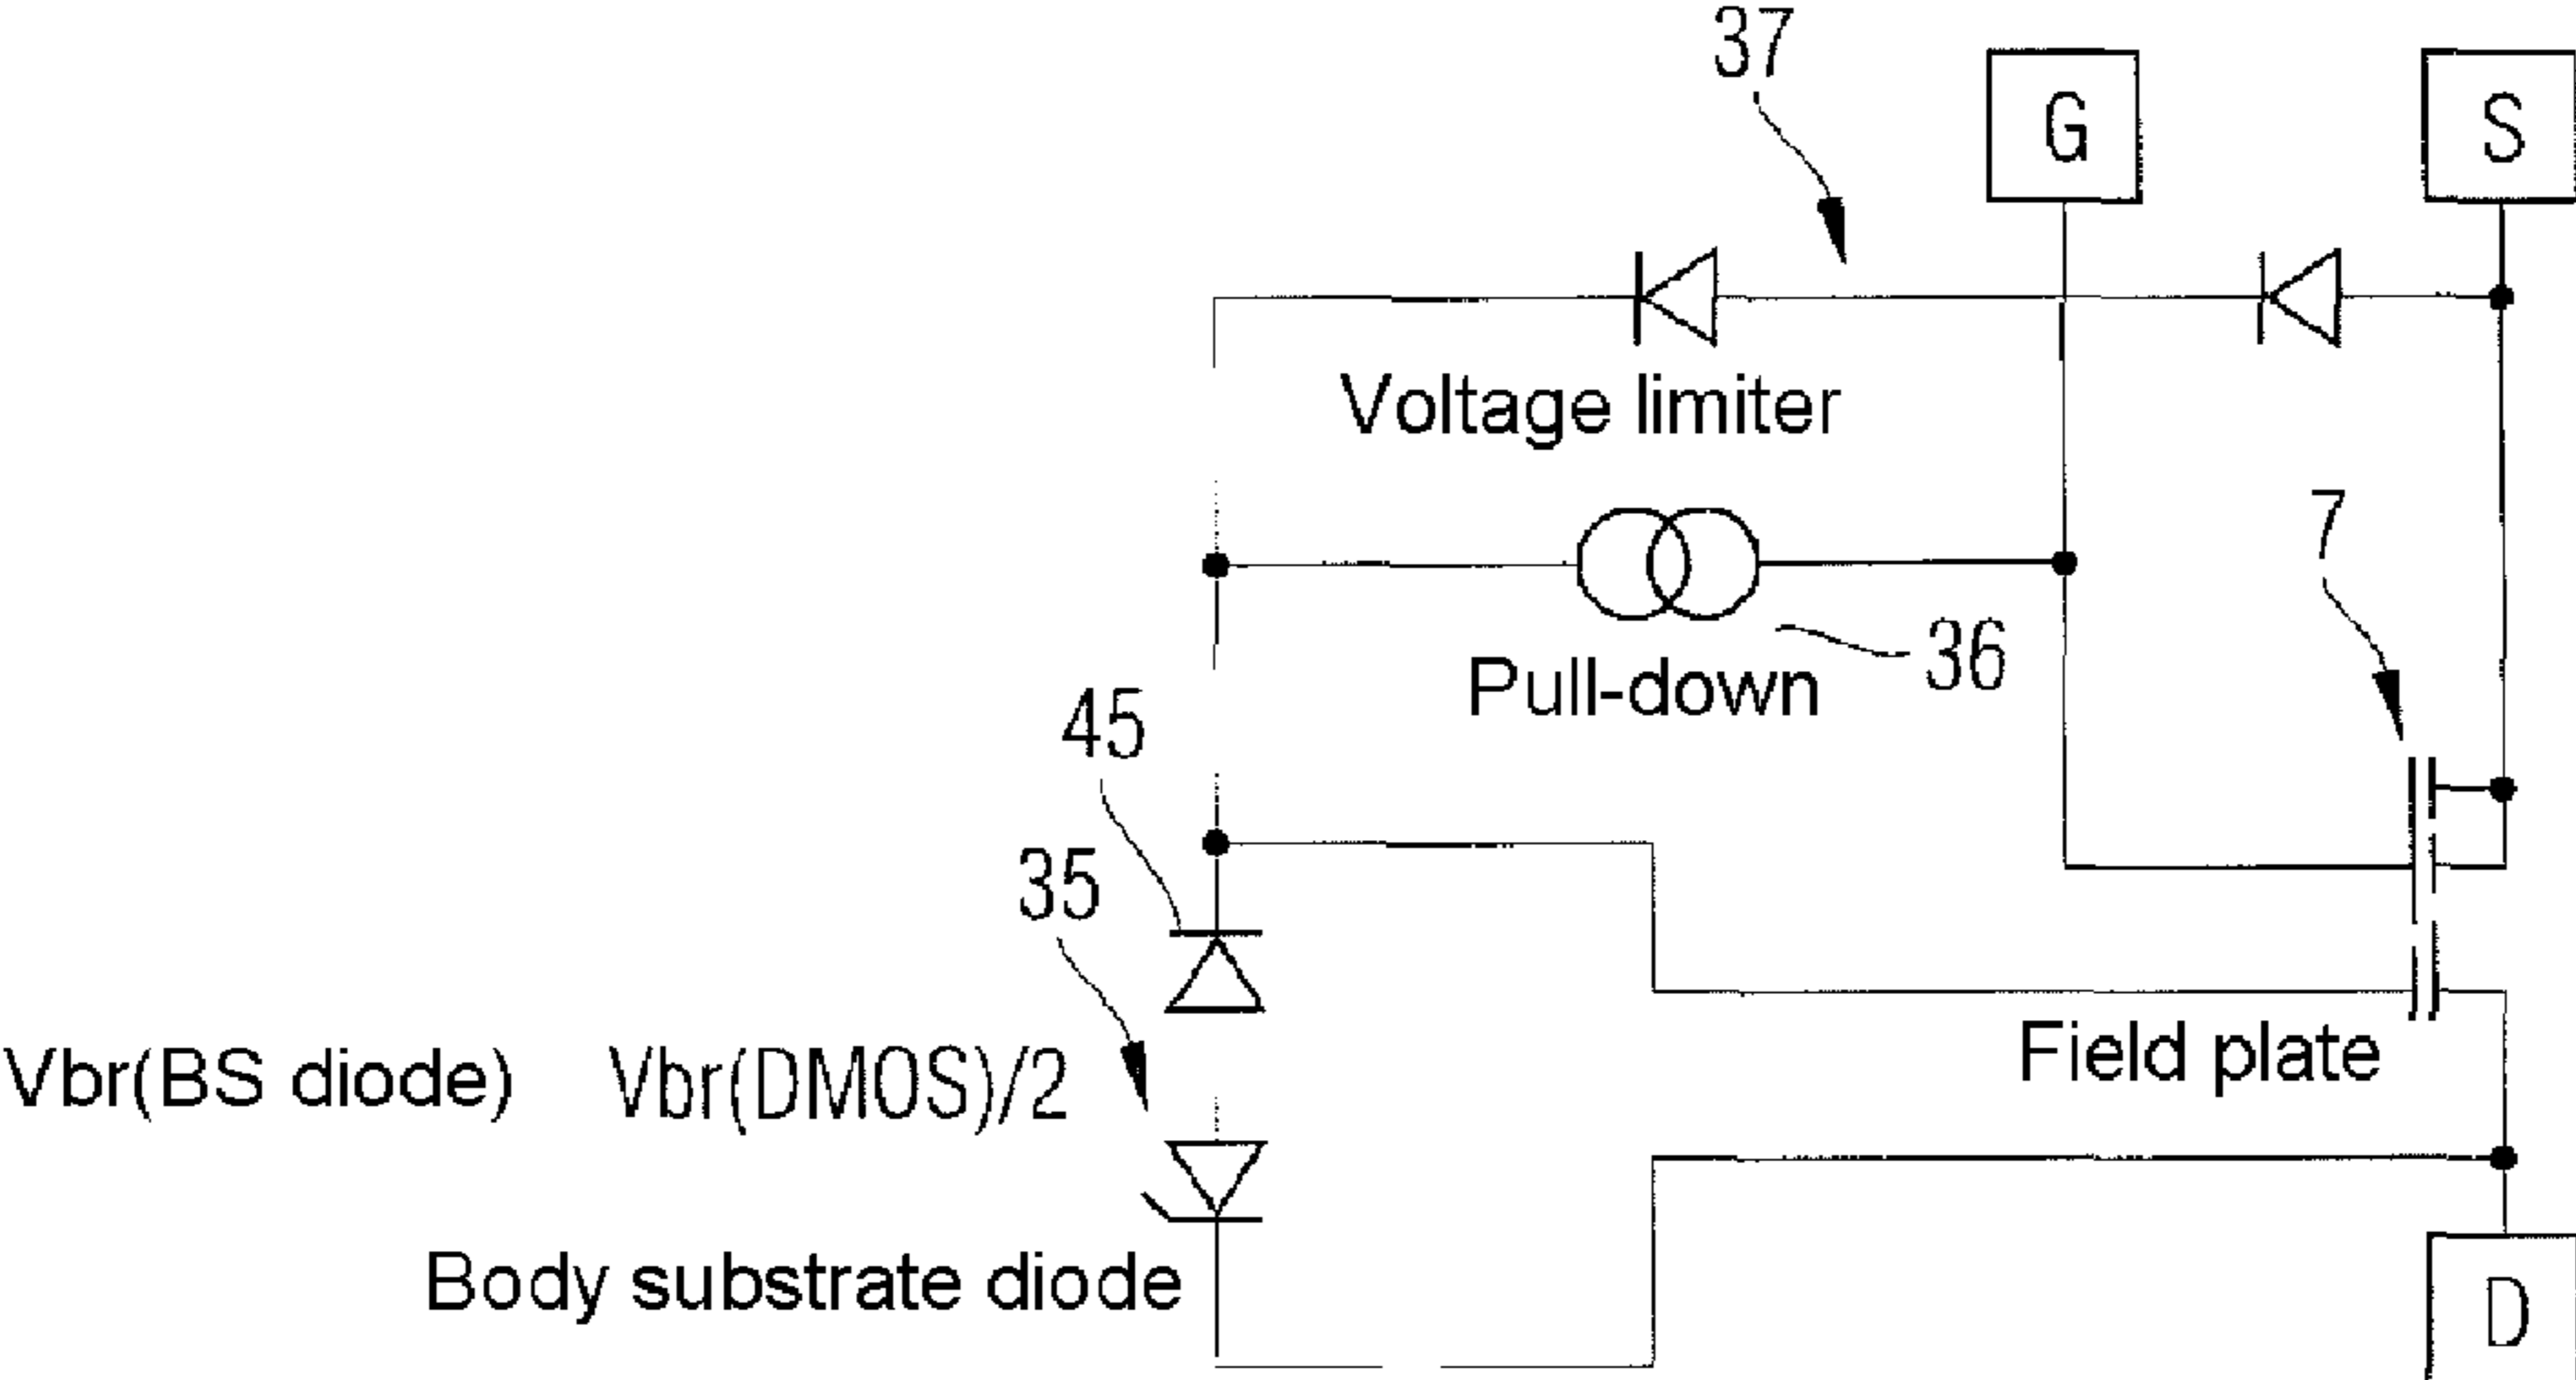 37
G
S
Voltage limiter
7
36
Pull-down
45
35
Vbr(BS diode) Vbr(DMOS)/2
Field plate
Body substrate diode
D